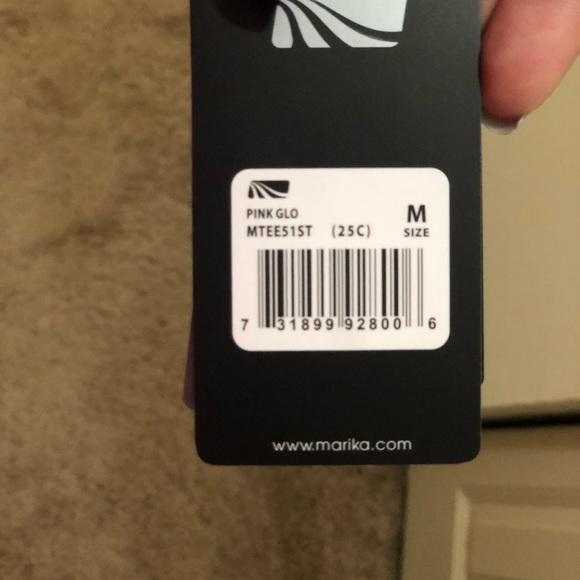 PINK GLO
MTEE51ST (25C)
M
SIZE
7 31899 92800 6
www.marika.com